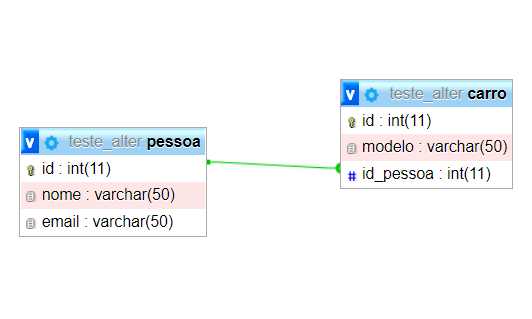 v teste_alter pessoa
id : int(11)
nome : varchar(50)
email : varchar(50)
v teste_alter carro
id : int(11)
modelo : varchar(50)
# id_pessoa : int(11)